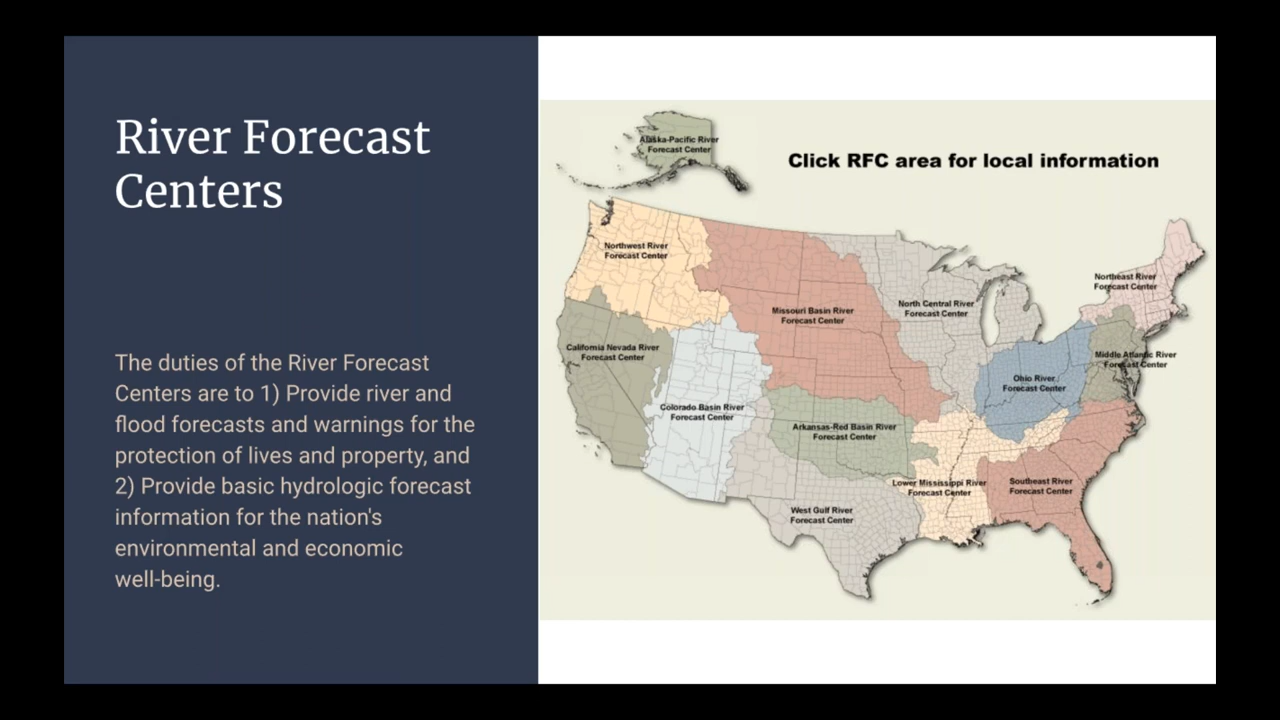 River Forecast
Centers
The duties of the River Forecast
Centers are to 1) Provide river and
flood forecasts and warnings for the
protection of lives and property, and
2) Provide basic hydrologic forecast
information for the nation's
environmental and economic
well-being.
Click RFC area for local information
Alaska-Pacific River
Forecast Center
Northwest River
Forecast Center
Missouri Basin River
Forecast Center
North Central River
Forecast Center
Northeast River
Forecast Center
California Nevada River
Forecast Center
Middle Atlantic River
Forecast Center
Ohio River
Forecast Center
Colorado Basin River
Forecast Center
Arkansas-Red Basin River
Forecast Center
Lower Mississippi River
Forecast Center
Southeast River
Forecast Center
West Gulf River
Forecast Center